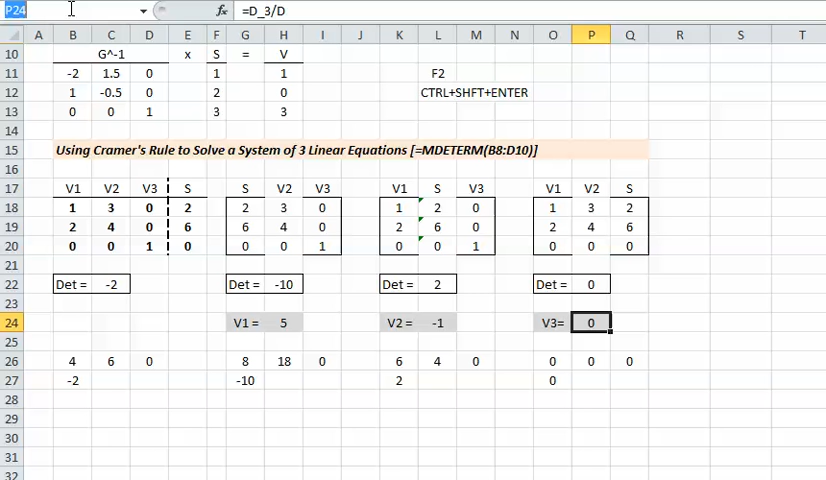 P24 fx =D_3/D
A B C D E F G H I J K L M N O P Q R S T
10 G^-1 x S = V
11 -2 1.5 0 1 1 F2
12 1 -0.5 0 2 0 CTRL+SHFT+ENTER
13 0 0 1 3 3
14
15 Using Cramer's Rule to Solve a System of 3 Linear Equations [=MDETERM(B8:D10)]
16
17 V1 V2 V3 S S V2 V3 V1 S V3 V1 V2 S
18 1 3 0 2 2 3 0 1 2 0 1 3 2
19 2 4 0 6 6 4 0 2 6 0 2 4 6
20 0 0 1 0 0 0 1 0 0 1 0 0 0
21
22 Det = -2 Det = -10 Det = 2 Det = 0
23
24 V1 = 5 V2 = -1 V3= 0
25
26 4 6 0 8 18 0 6 4 0 0 0 0
27 -2 -10 2 0
28
29
30
31
32